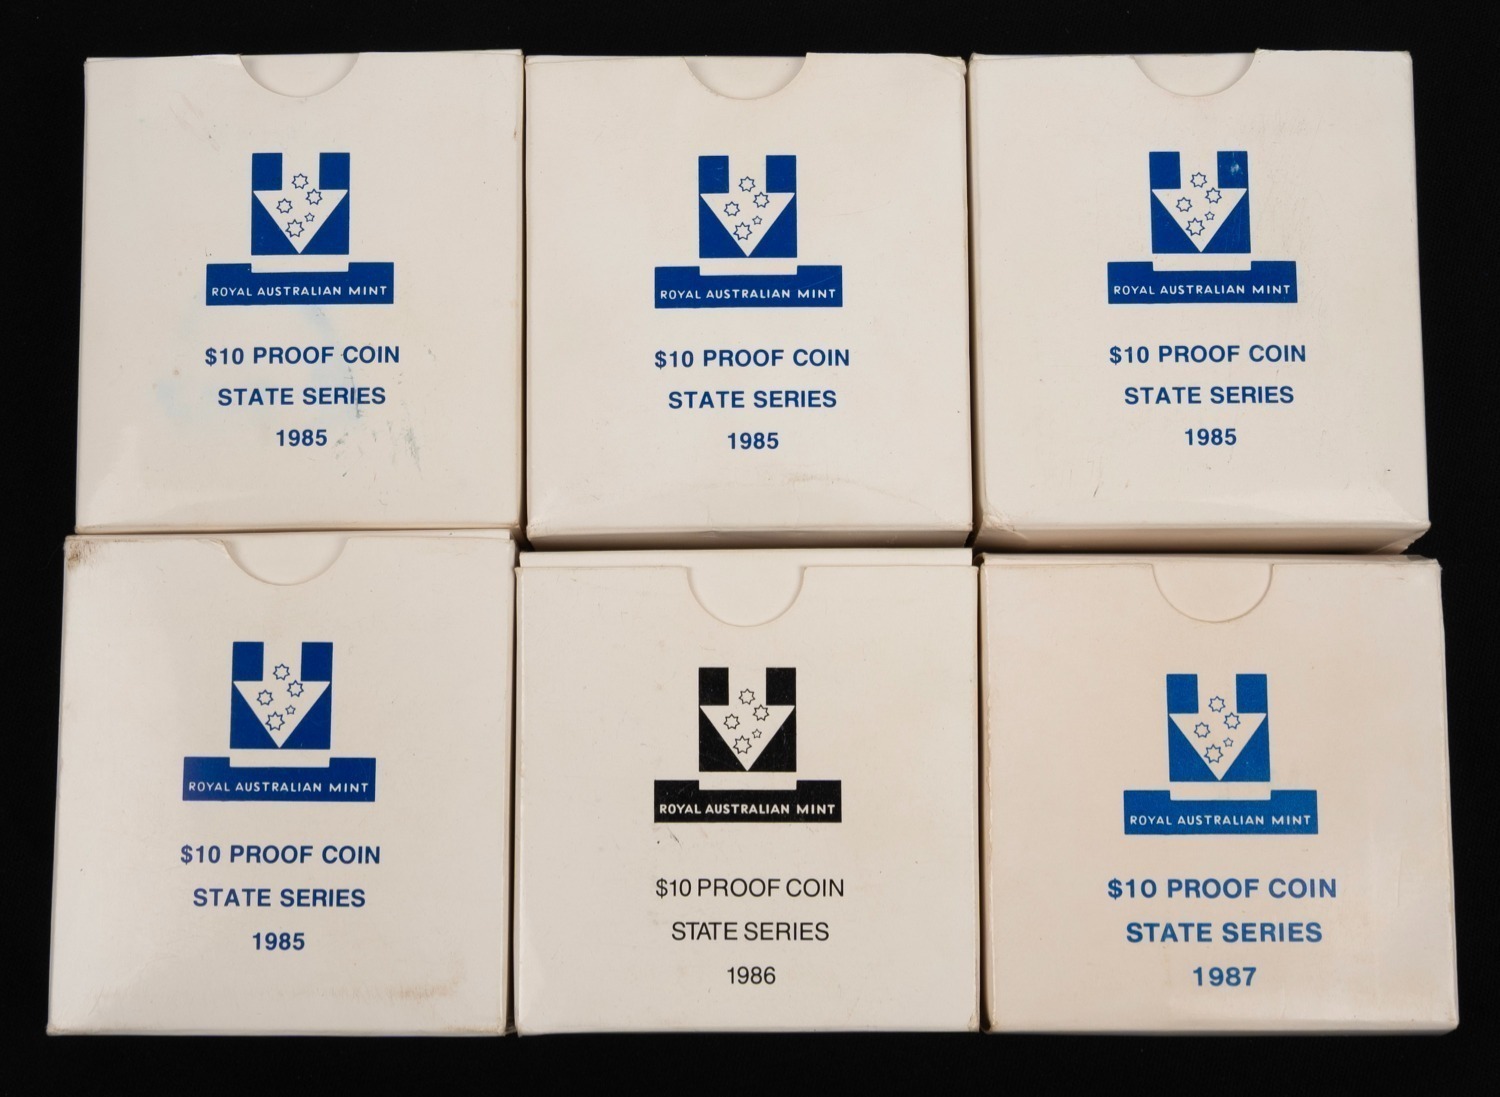 ROYAL AUSTRALIAN MINT
$10 PROOF COIN
STATE SERIES
1985
ROYAL AUSTRALIAN MINT
$10 PROOF COIN
STATE SERIES
1985
ROYAL AUSTRALIAN MINT
$10 PROOF COIN
STATE SERIES
1985
ROYAL AUSTRALIAN MINT
$10 PROOF COIN
STATE SERIES
1985
ROYAL AUSTRALIAN MINT
$10 PROOF COIN
STATE SERIES
1986
ROYAL AUSTRALIAN MINT
$10 PROOF COIN
STATE SERIES
1987